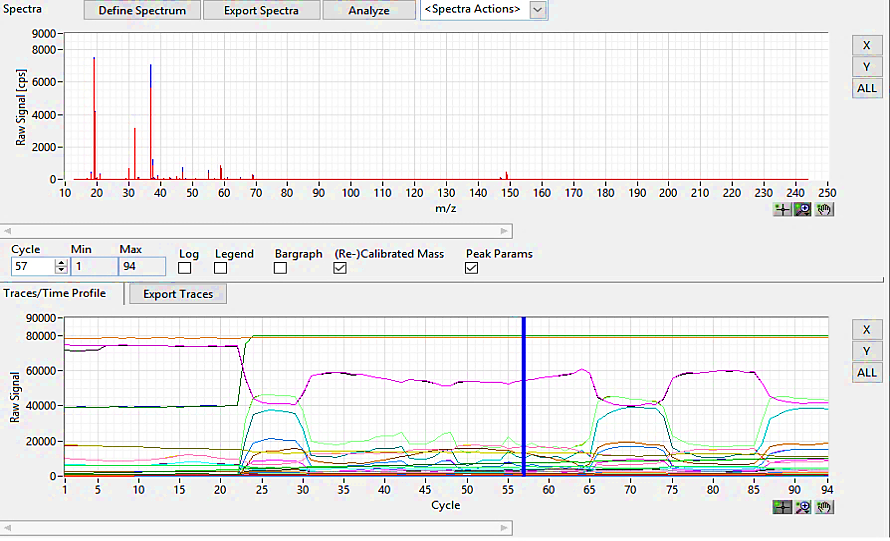 Spectra Define Spectrum Export Spectra Analyze <Spectra Actions>
9000
8000
6000
4000
2000
0
Raw Signal [cps]
10 20 30 40 50 60 70 80 90 100 110 120 130 140 150 160 170 180 190 200 210 220 230 240 250
m/z
X
Y
ALL
Cycle Min Max Log Legend Bargraph (Re-)Calibrated Mass Peak Params
57 1 94
Traces/Time Profile Export Traces
90000
80000
60000
40000
20000
0
Raw Signal
1 5 10 15 20 25 30 35 40 45 50 55 60 65 70 75 80 85 90 94
Cycle
X
Y
ALL